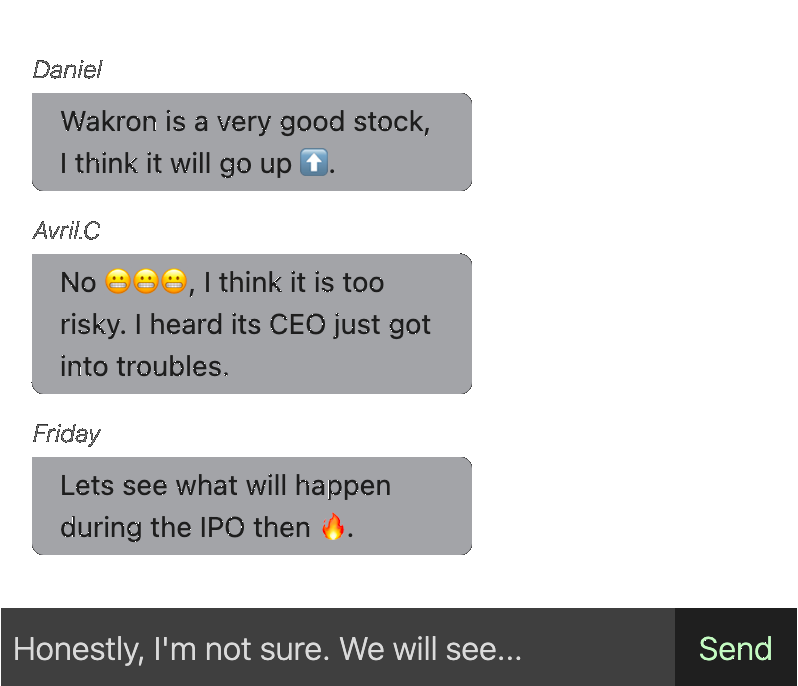 Daniel
Wakron is a very good stock,
I think it will go up ⬆️.
Avril.C
No 😬😬😬, I think it is too
risky. I heard its CEO just got
into troubles.
Friday
Lets see what will happen
during the IPO then 🔥.
Honestly, I'm not sure. We will see...
Send